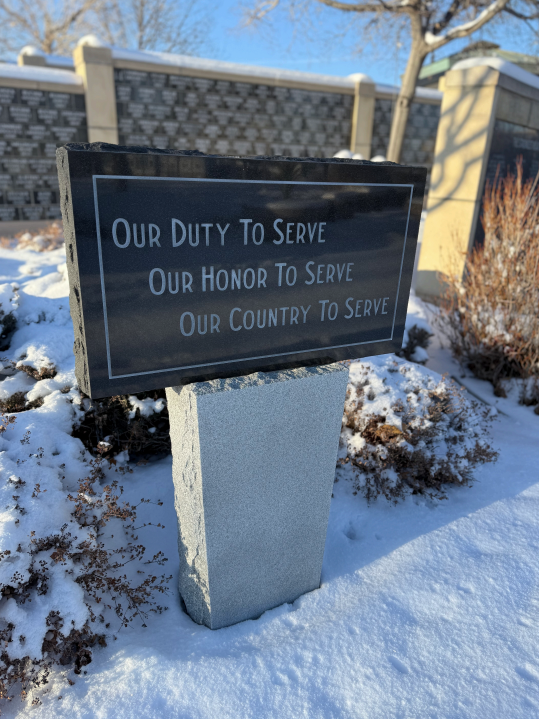 Our Duty To Serve
Our Honor To Serve
Our Country To Serve